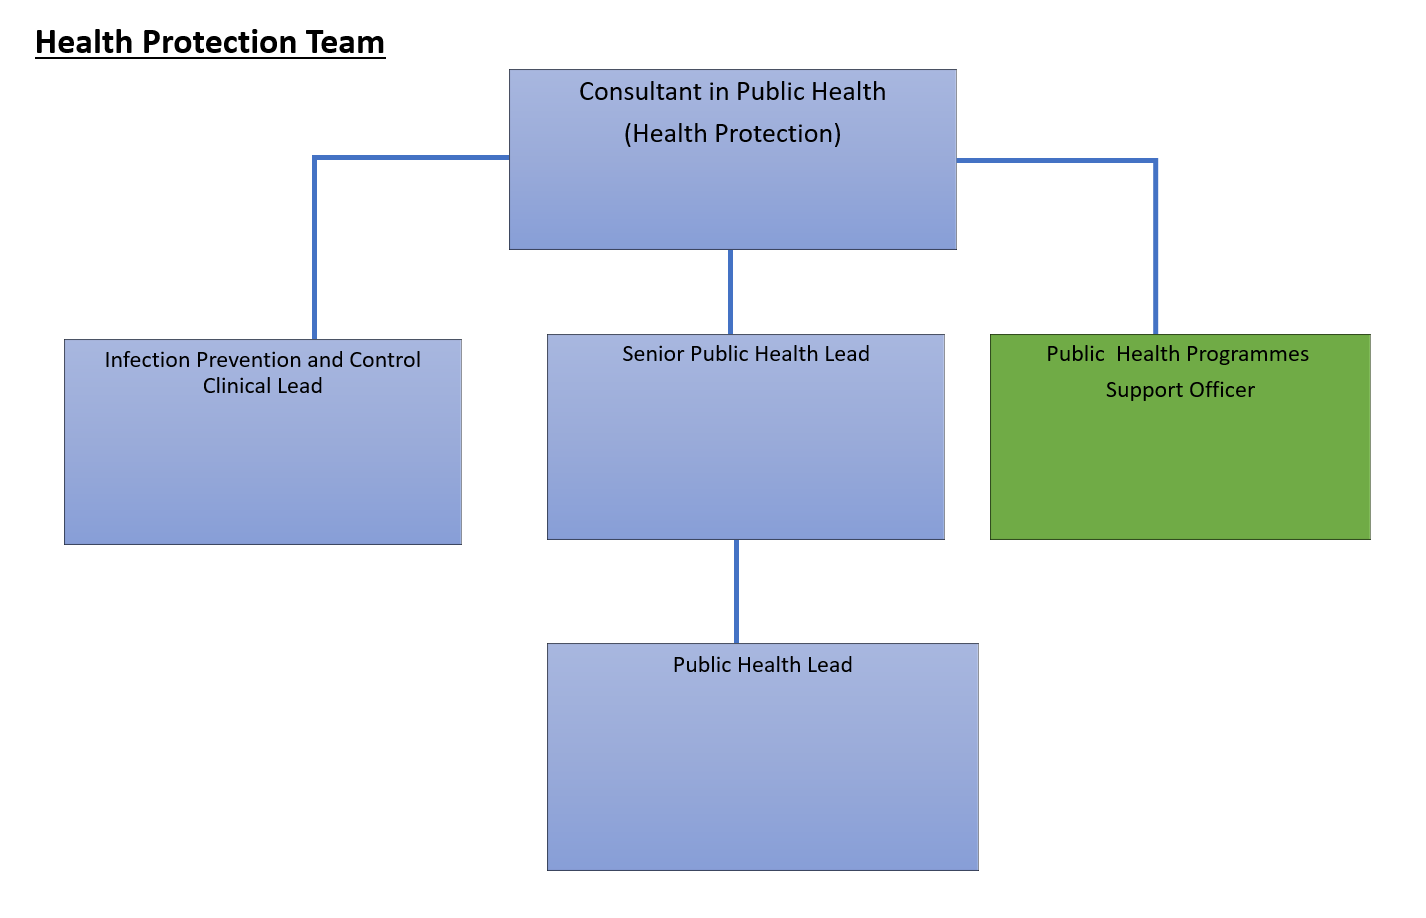 Health Protection Team
Consultant in Public Health
(Health Protection)
Infection Prevention and Control
Clinical Lead
Senior Public Health Lead
Public  Health Programmes
Support Officer
Public Health Lead